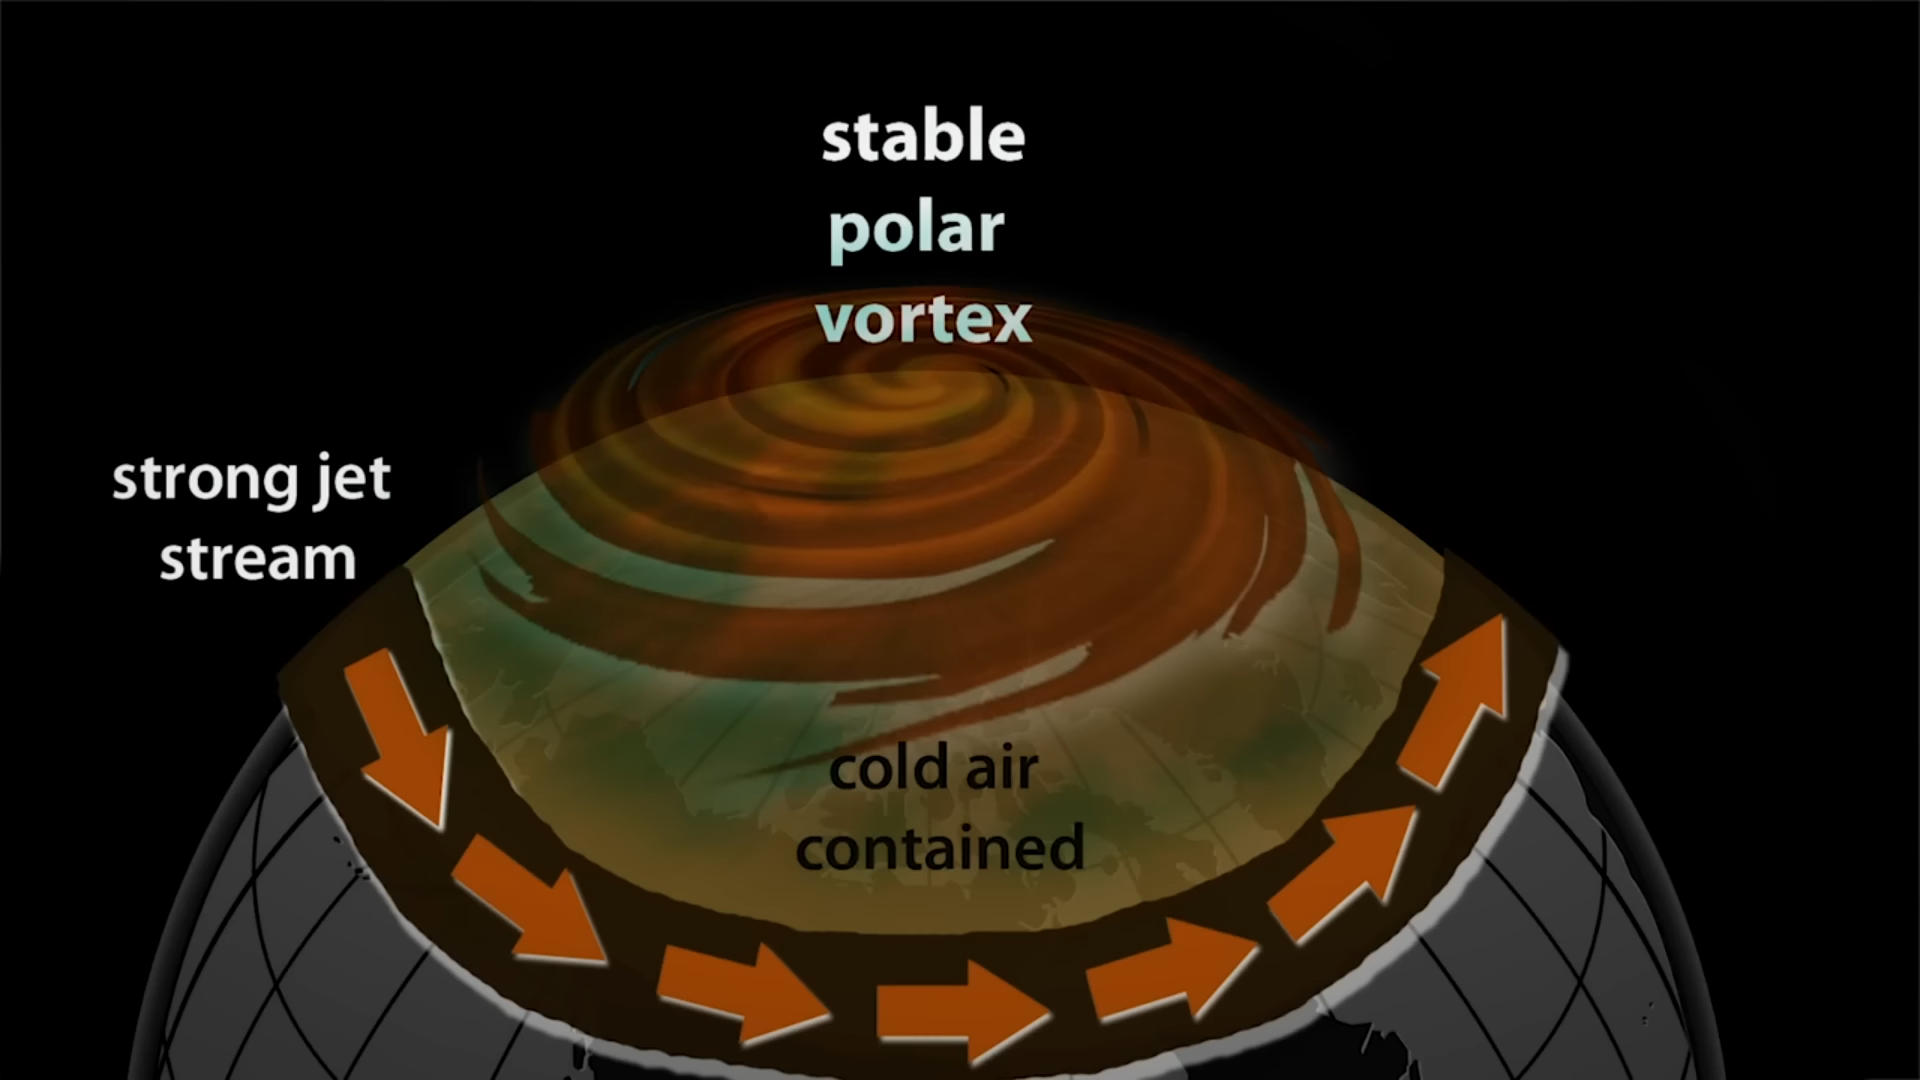 stable
polar
vortex
strong jet
stream
cold air
contained